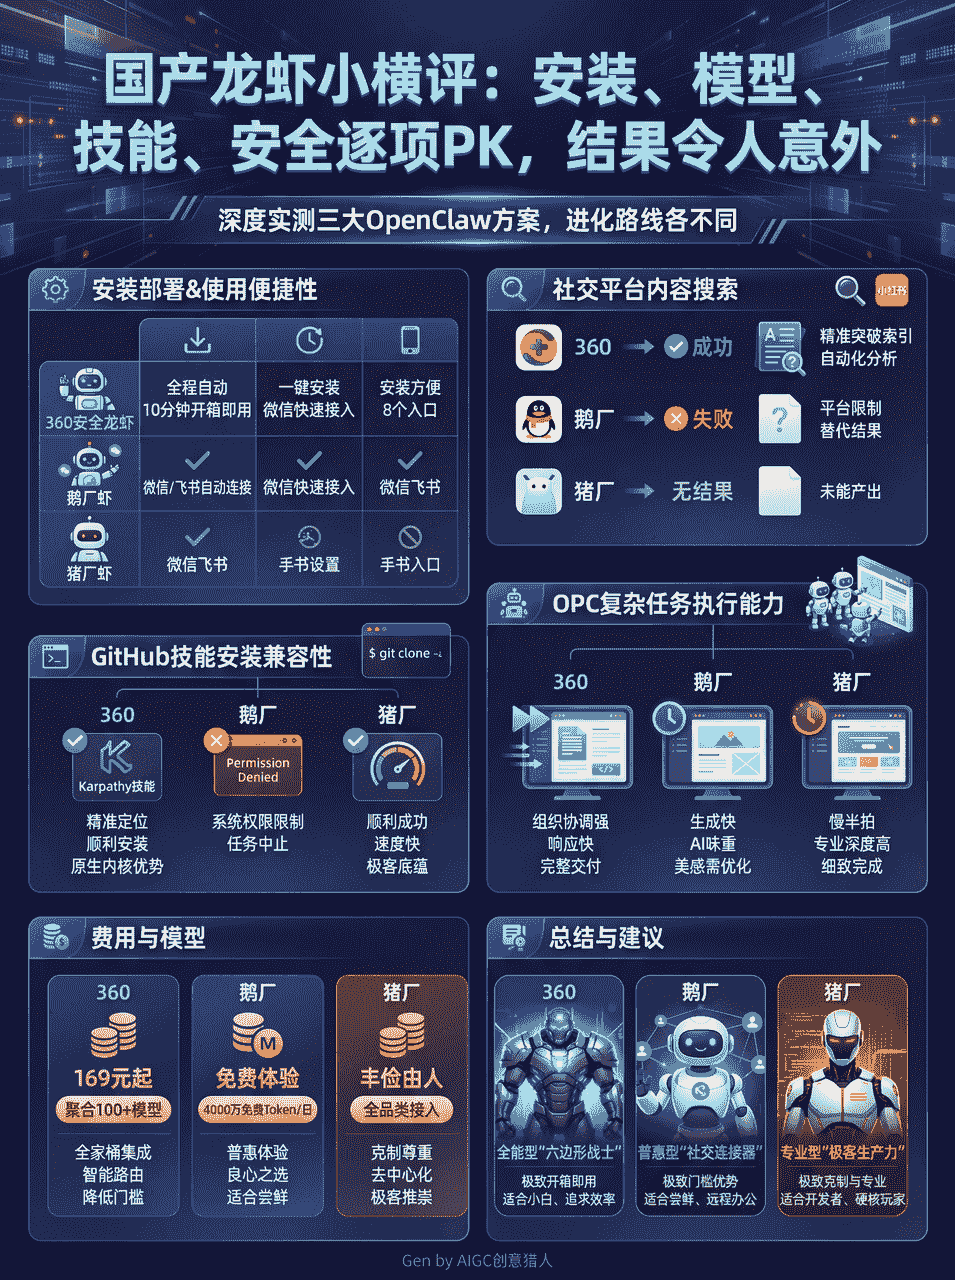 国产龙虾小横评：安装、模型、
技能、安全逐项PK，结果令人意外
深度实测三大OpenClaw方案，进化路线各不同
安装部署&使用便捷性
360安全龙虾
全程自动
10分钟开箱即用
一键安装
微信快速接入
安装方便
8个入口
鹅厂虾
微信/飞书自动连接
微信快速接入
微信飞书
猪厂虾
微信飞书
手书设置
手书入口
社交平台内容搜索
小红书
360
成功
精准突破索引
自动化分析
鹅厂
失败
平台限制
替代结果
猪厂
无结果
未能产出
GitHub技能安装兼容性
$ git clone
360
Karpathy技能
精准定位
顺利安装
原生内核优势
鹅厂
Permission
Denied
系统权限限制
任务中止
猪厂
顺利成功
速度快
极客底蕴
OPC复杂任务执行能力
360
组织协调强
响应快
完整交付
鹅厂
生成快
AI味重
美感需优化
猪厂
慢半拍
专业深度高
细致完成
费用与模型
360
169元起
聚合100+模型
全家桶集成
智能路由
降低门槛
鹅厂
M
免费体验
4000万免费Token/日
普惠体验
良心之选
适合尝鲜
猪厂
丰俭由人
全品类接入
克制尊重
去中心化
极客推崇
总结与建议
360
全能型“六边形战士”
极致开箱即用
适合小白、追求效率
鹅厂
普惠型“社交连接器”
极致门槛优势
适合尝鲜、远程办公
猪厂
专业型“极客生产力”
极致克制与专业
适合开发者、硬核玩家
Gen by AIGC创意猎人